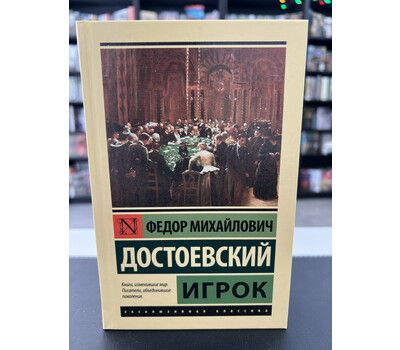 N
ФЕДОР МИХАЙЛОВИЧ
ДОСТОЕВСКИЙ
Книги, изменившие мир.
Писатели, объединившие
поколения.
ИГРОК
ЭКСКЛЮЗИВНАЯ КЛАССИКА